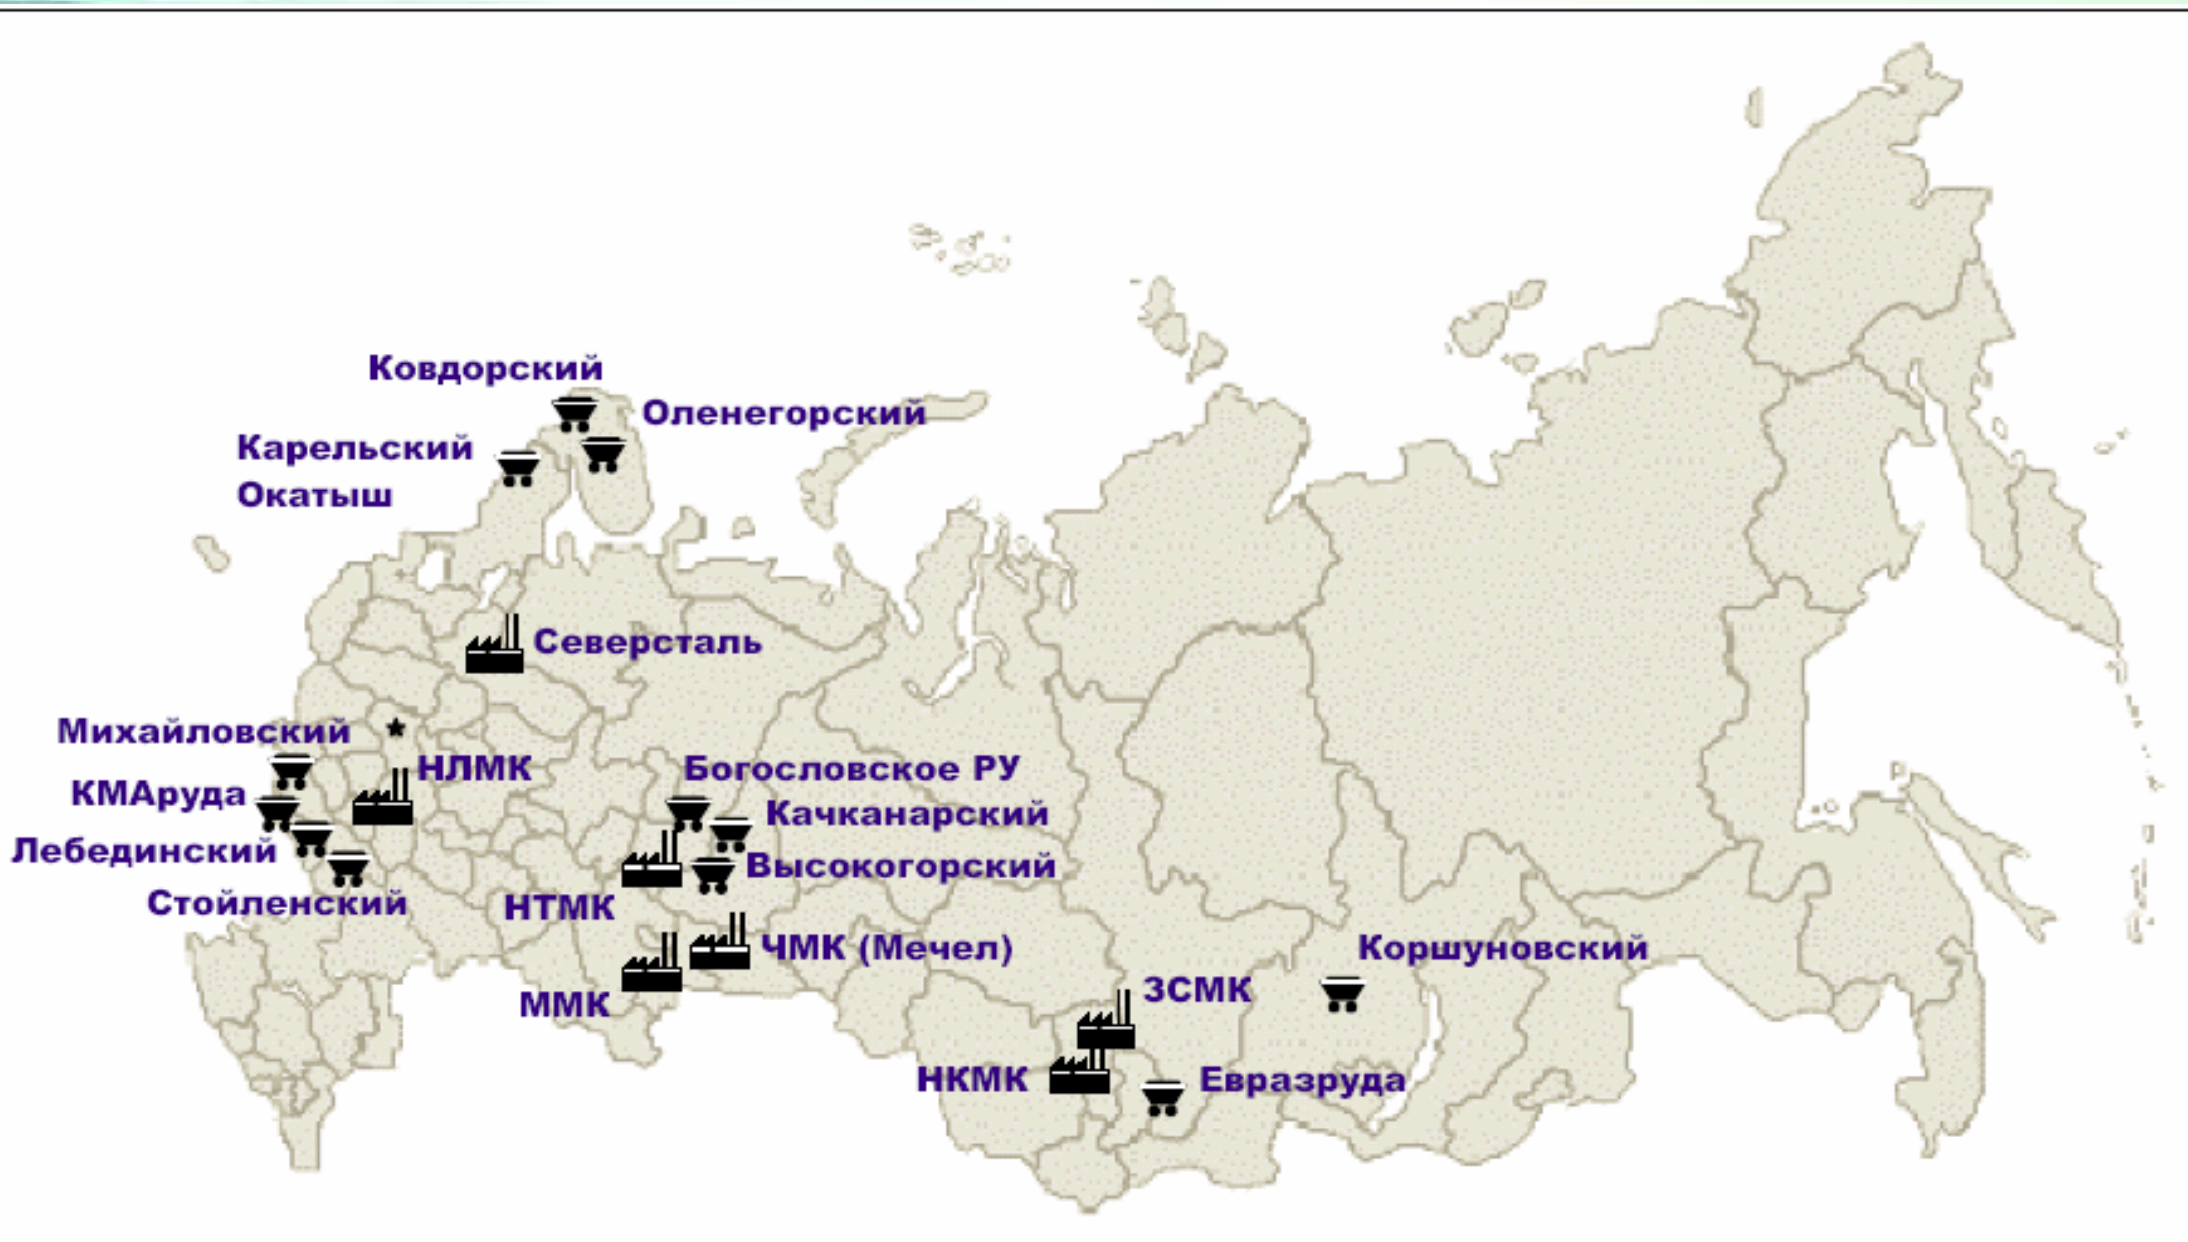 Ковдорский
Оленегорский
Карельский
Окатыш
Северсталь
Михайловский
НЛМК
Богословское РУ
КМАруда
Качканарский
Лебединский
Высокогорский
Стойленский
НТМК
ЧМК (Мечел)
Коршуновский
ММК
ЗСМК
НКМК
Евразруда